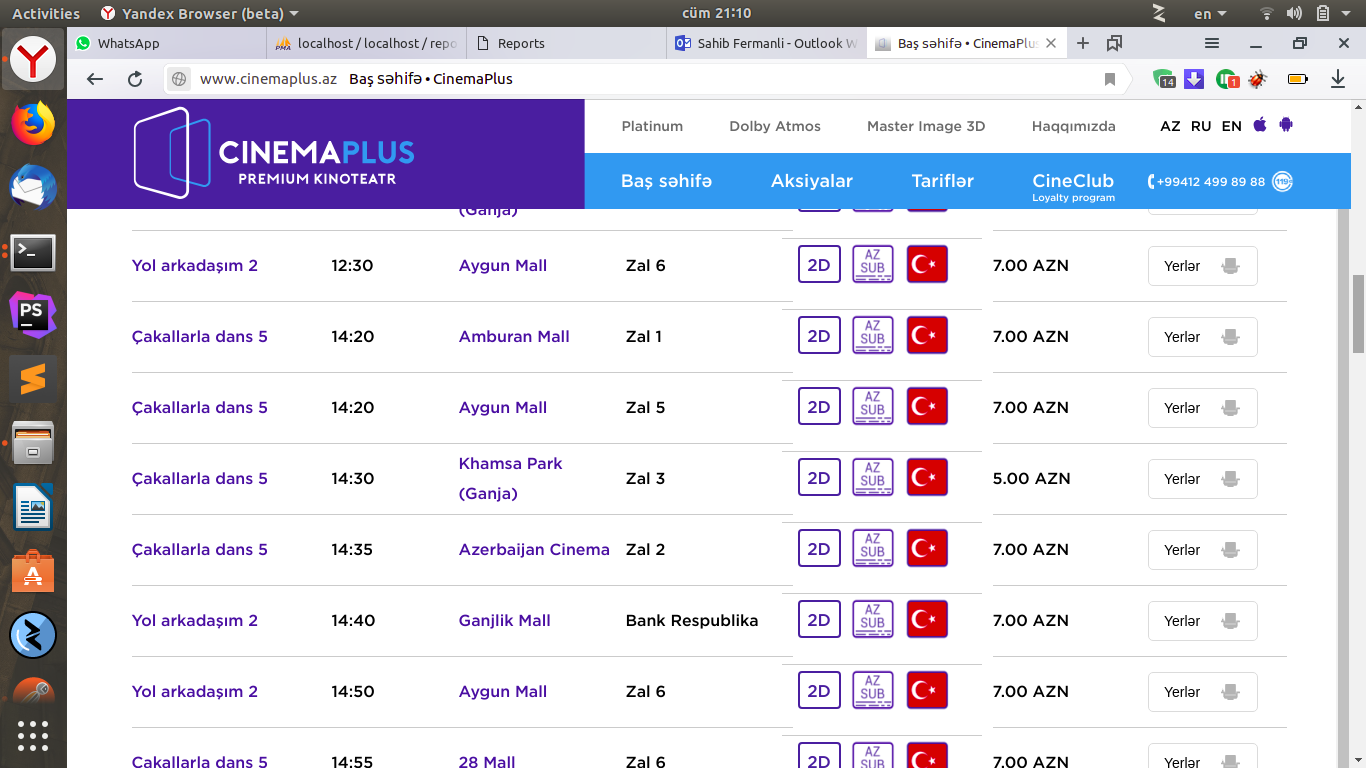 Activities Yandex Browser (beta) cüm 21:10 en
WhatsApp localhost / localhost / repo Reports Sahib Fermanli - Outlook W Baş səhifə • CinemaPlus
www.cinemaplus.az Baş səhifə • CinemaPlus 14 1
Platinum Dolby Atmos Master Image 3D Haqqımızda AZ RU EN
CINEMAPLUS
PREMIUM KINOTEATR
Baş səhifə Aksiyalar Tariflər CineClub +99412 499 89 88 119
Loyalty program
(Ganja)
Yol arkadaşım 2 12:30 Aygun Mall Zal 6 2D AZ SUB 7.00 AZN Yerlər
Çakallarla dans 5 14:20 Amburan Mall Zal 1 2D AZ SUB 7.00 AZN Yerlər
Çakallarla dans 5 14:20 Aygun Mall Zal 5 2D AZ SUB 7.00 AZN Yerlər
Çakallarla dans 5 14:30 Khamsa Park (Ganja) Zal 3 2D AZ SUB 5.00 AZN Yerlər
Çakallarla dans 5 14:35 Azerbaijan Cinema Zal 2 2D AZ SUB 7.00 AZN Yerlər
Yol arkadaşım 2 14:40 Ganjlik Mall Bank Respublika 2D AZ SUB 7.00 AZN Yerlər
Yol arkadaşım 2 14:50 Aygun Mall Zal 6 2D AZ SUB 7.00 AZN Yerlər
Çakallarla dans 5 14:55 28 Mall Zal 6 2D AZ SUB 7.00 AZN Yerlər
PS